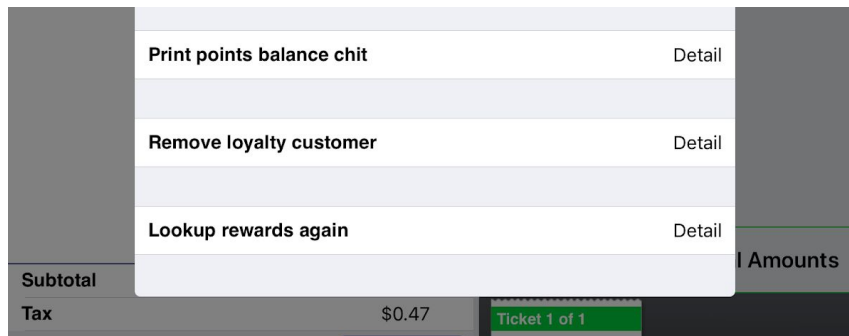 Print points balance chit Detail
Remove loyalty customer Detail
Lookup rewards again Detail
Amounts
Subtotal
Tax $0.47
Ticket 1 of 1